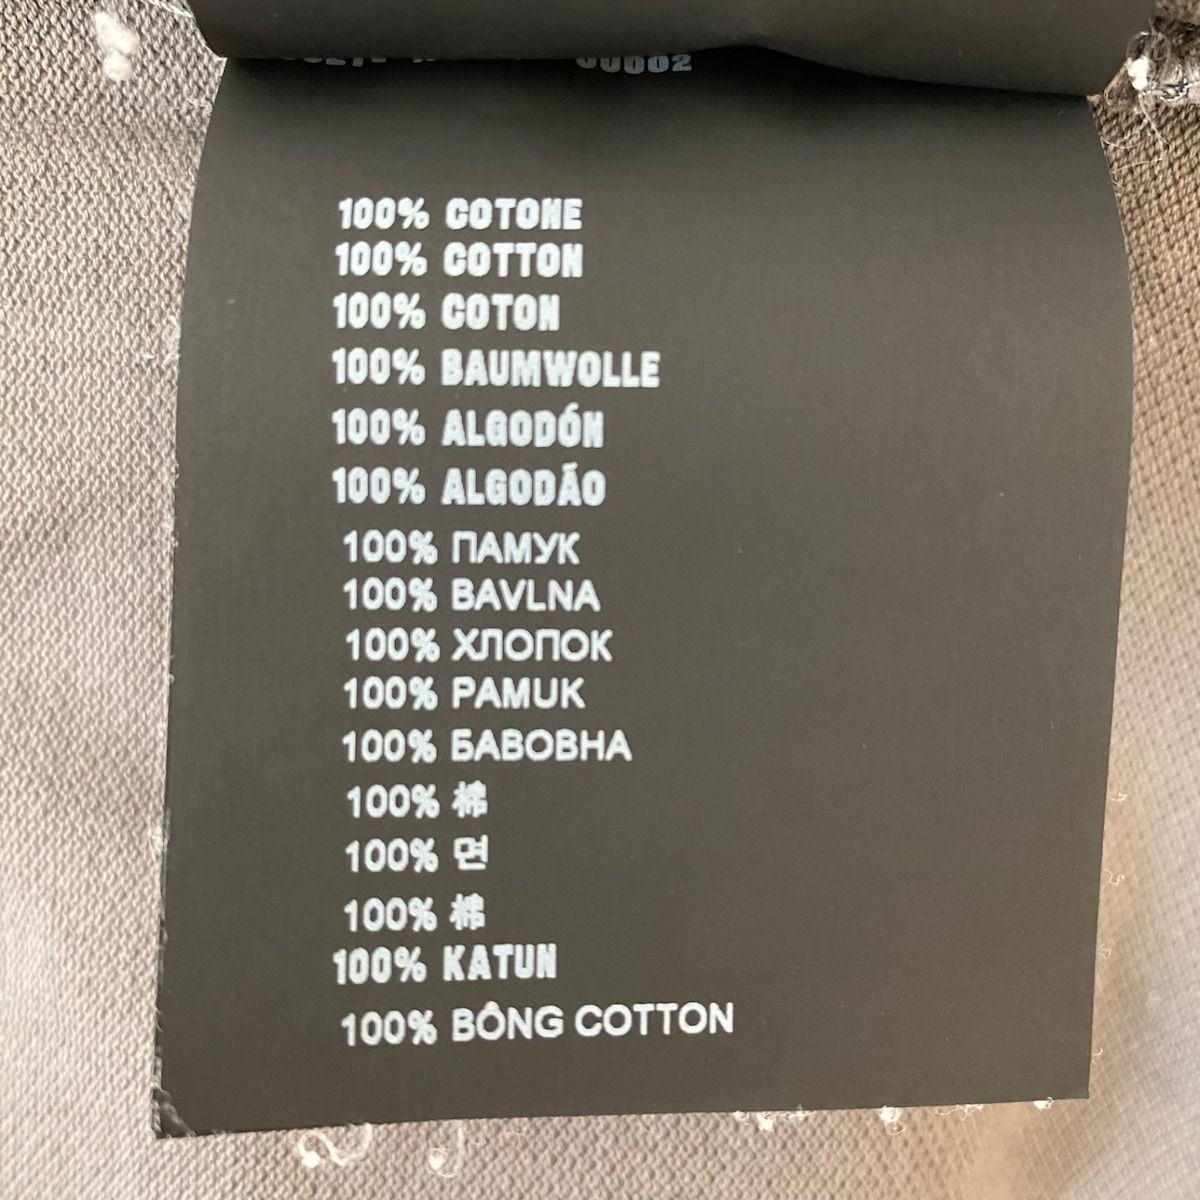 100% COTONE
100% COTTON
100% COTON
100% BAUMWOLLE
100% ALGODÓN
100% ALGODÃO
100% ПАМУК
100% BAVLNA
100% ХЛОПОК
100% PAMUK
100% БАВОВНА
100% 棉
100% 면
100% 棉
100% KATUN
100% BÔNG COTTON